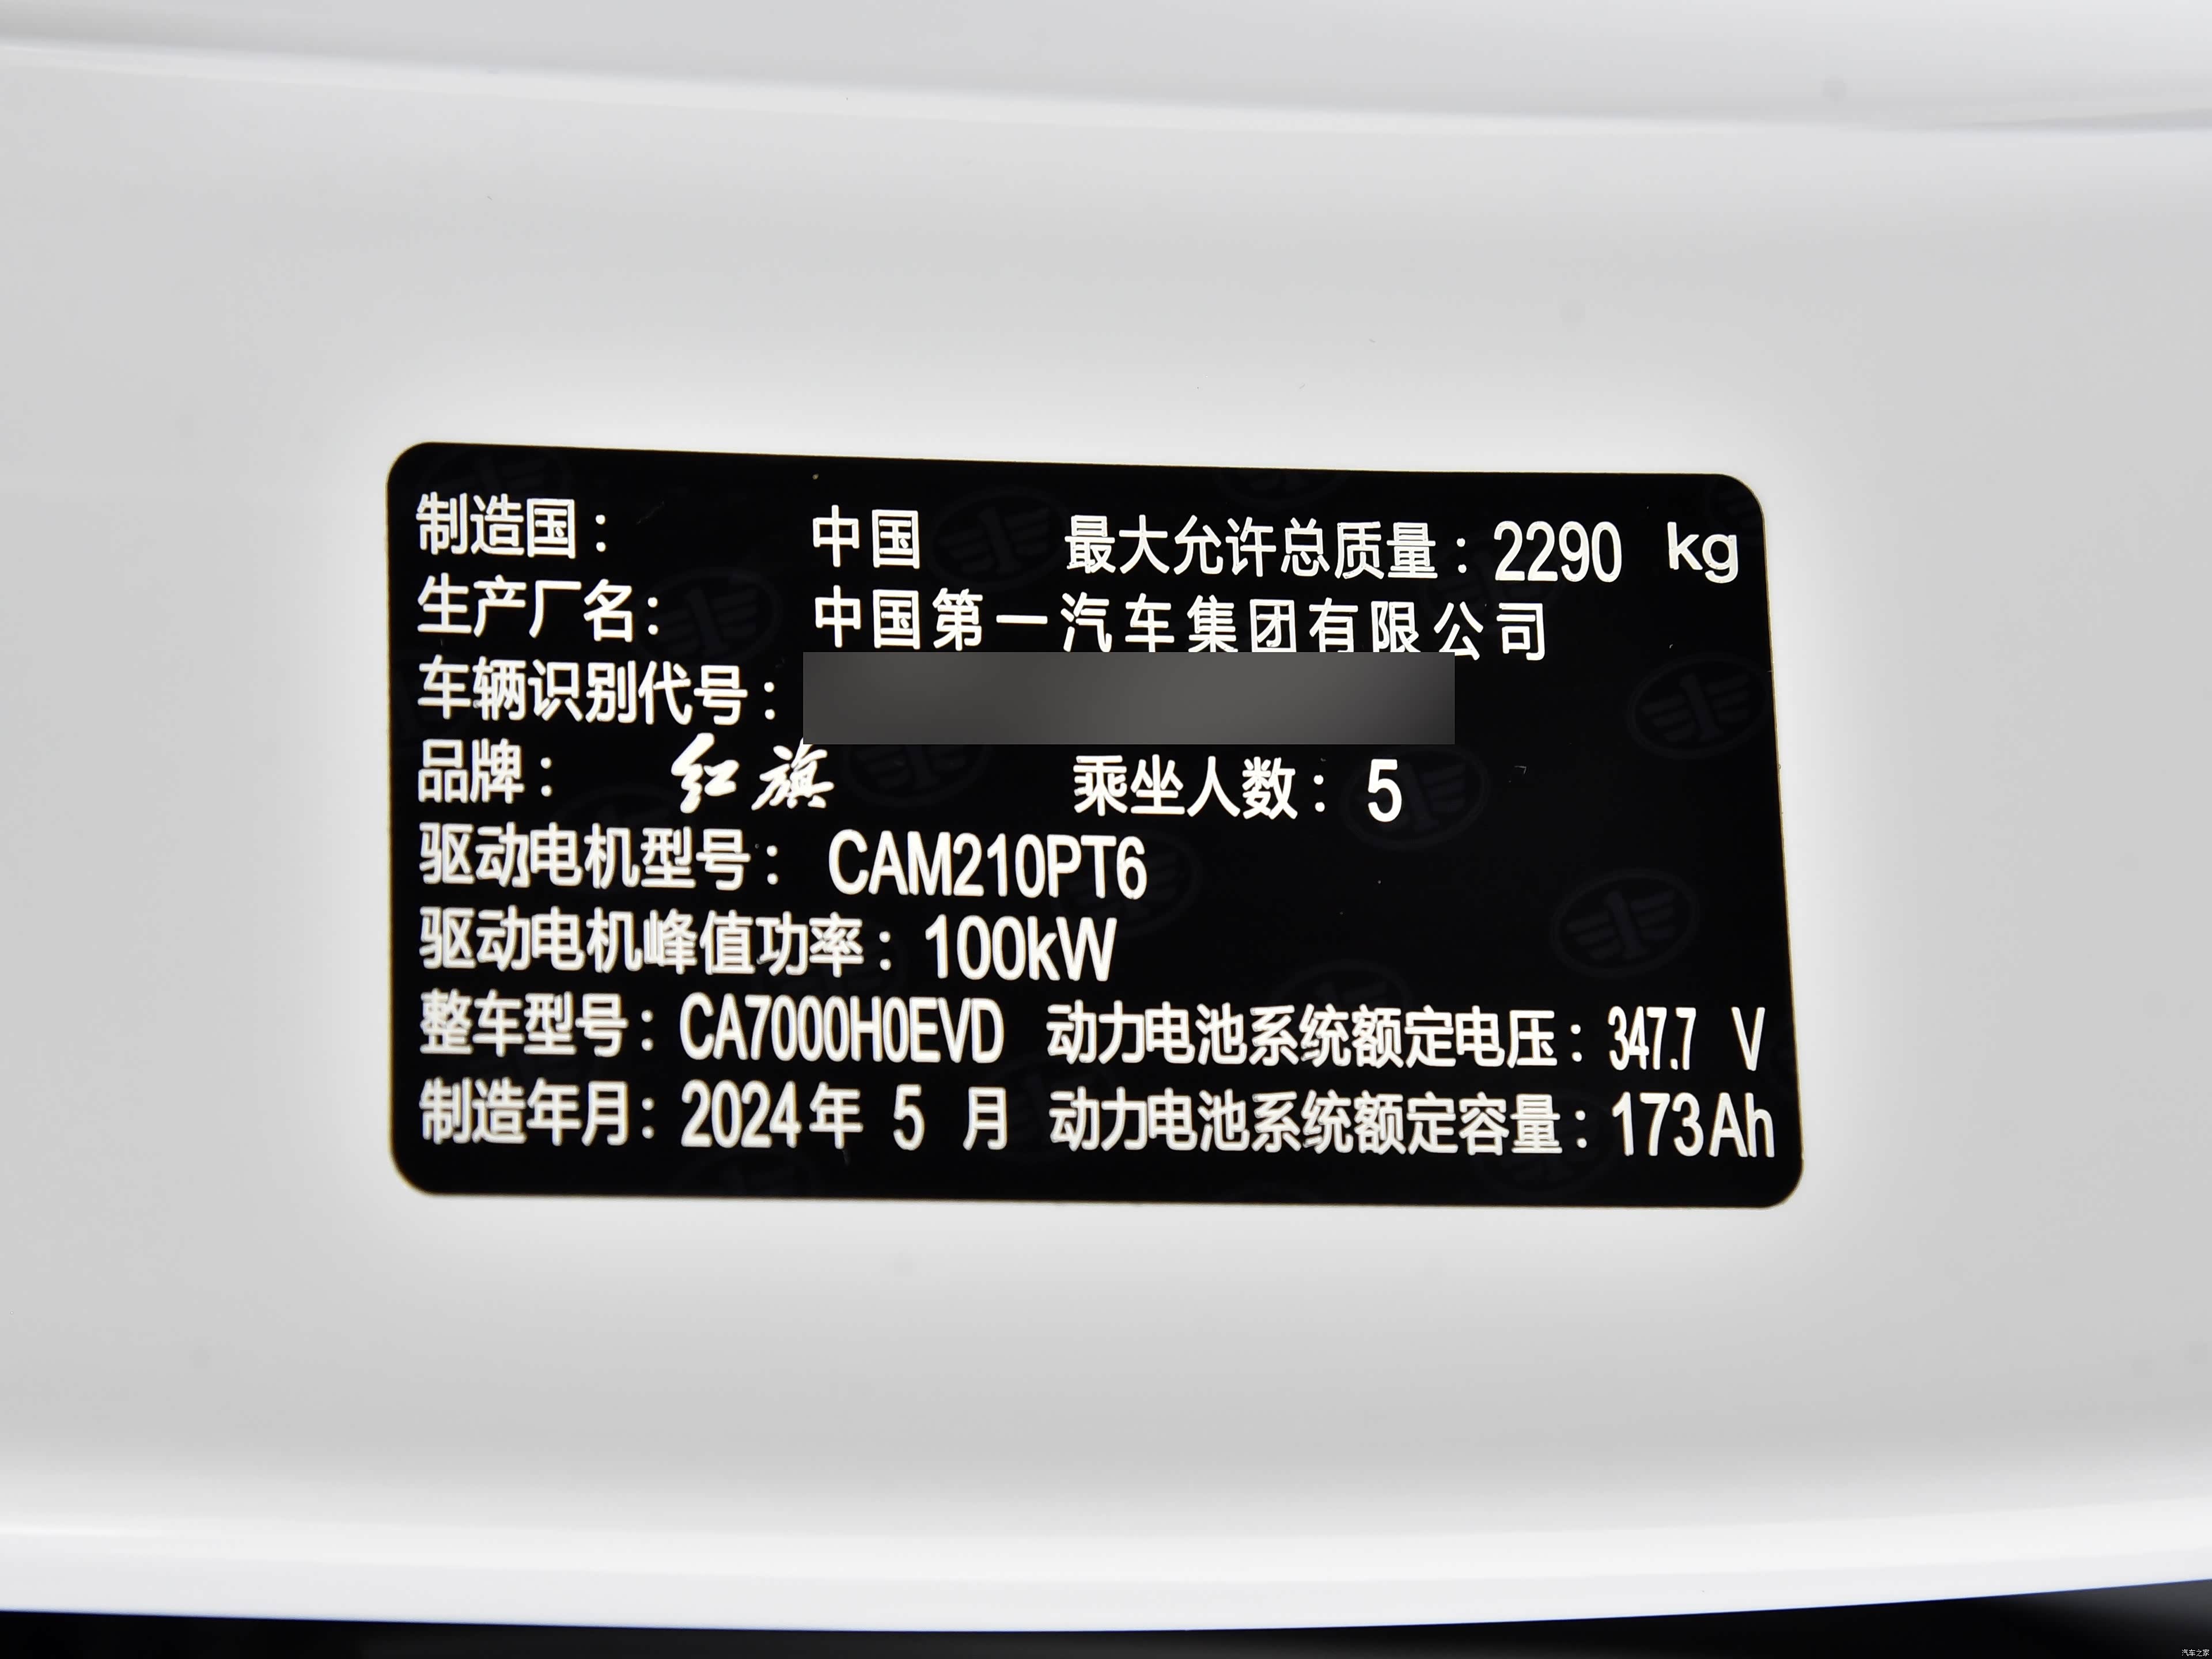 制造国： 中国 最大允许总质量：2290 kg
生产厂名： 中国第一汽车集团有限公司
车辆识别代号：
品牌： 红旗 乘坐人数：5
驱动电机型号：CAM210PT6
驱动电机峰值功率：100kW
整车型号：CA7000H0EVD 动力电池系统额定电压：347.7 V
制造年月：2024年 5 月 动力电池系统额定容量：173Ah
汽车之家